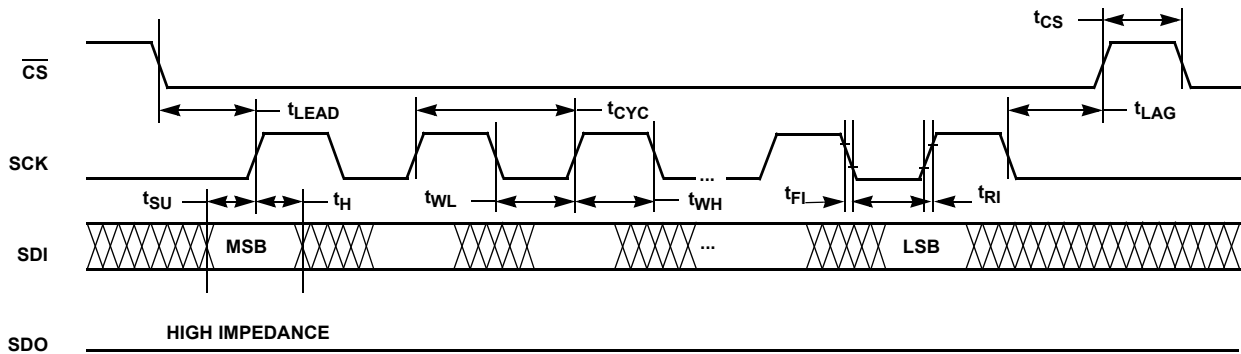 tCS
CS
tLEAD
tCYC
tLAG
SCK
...
tSU
tH
tWL
tWH
tFI
tRI
SDI
MSB
...
LSB
HIGH IMPEDANCE
SDO